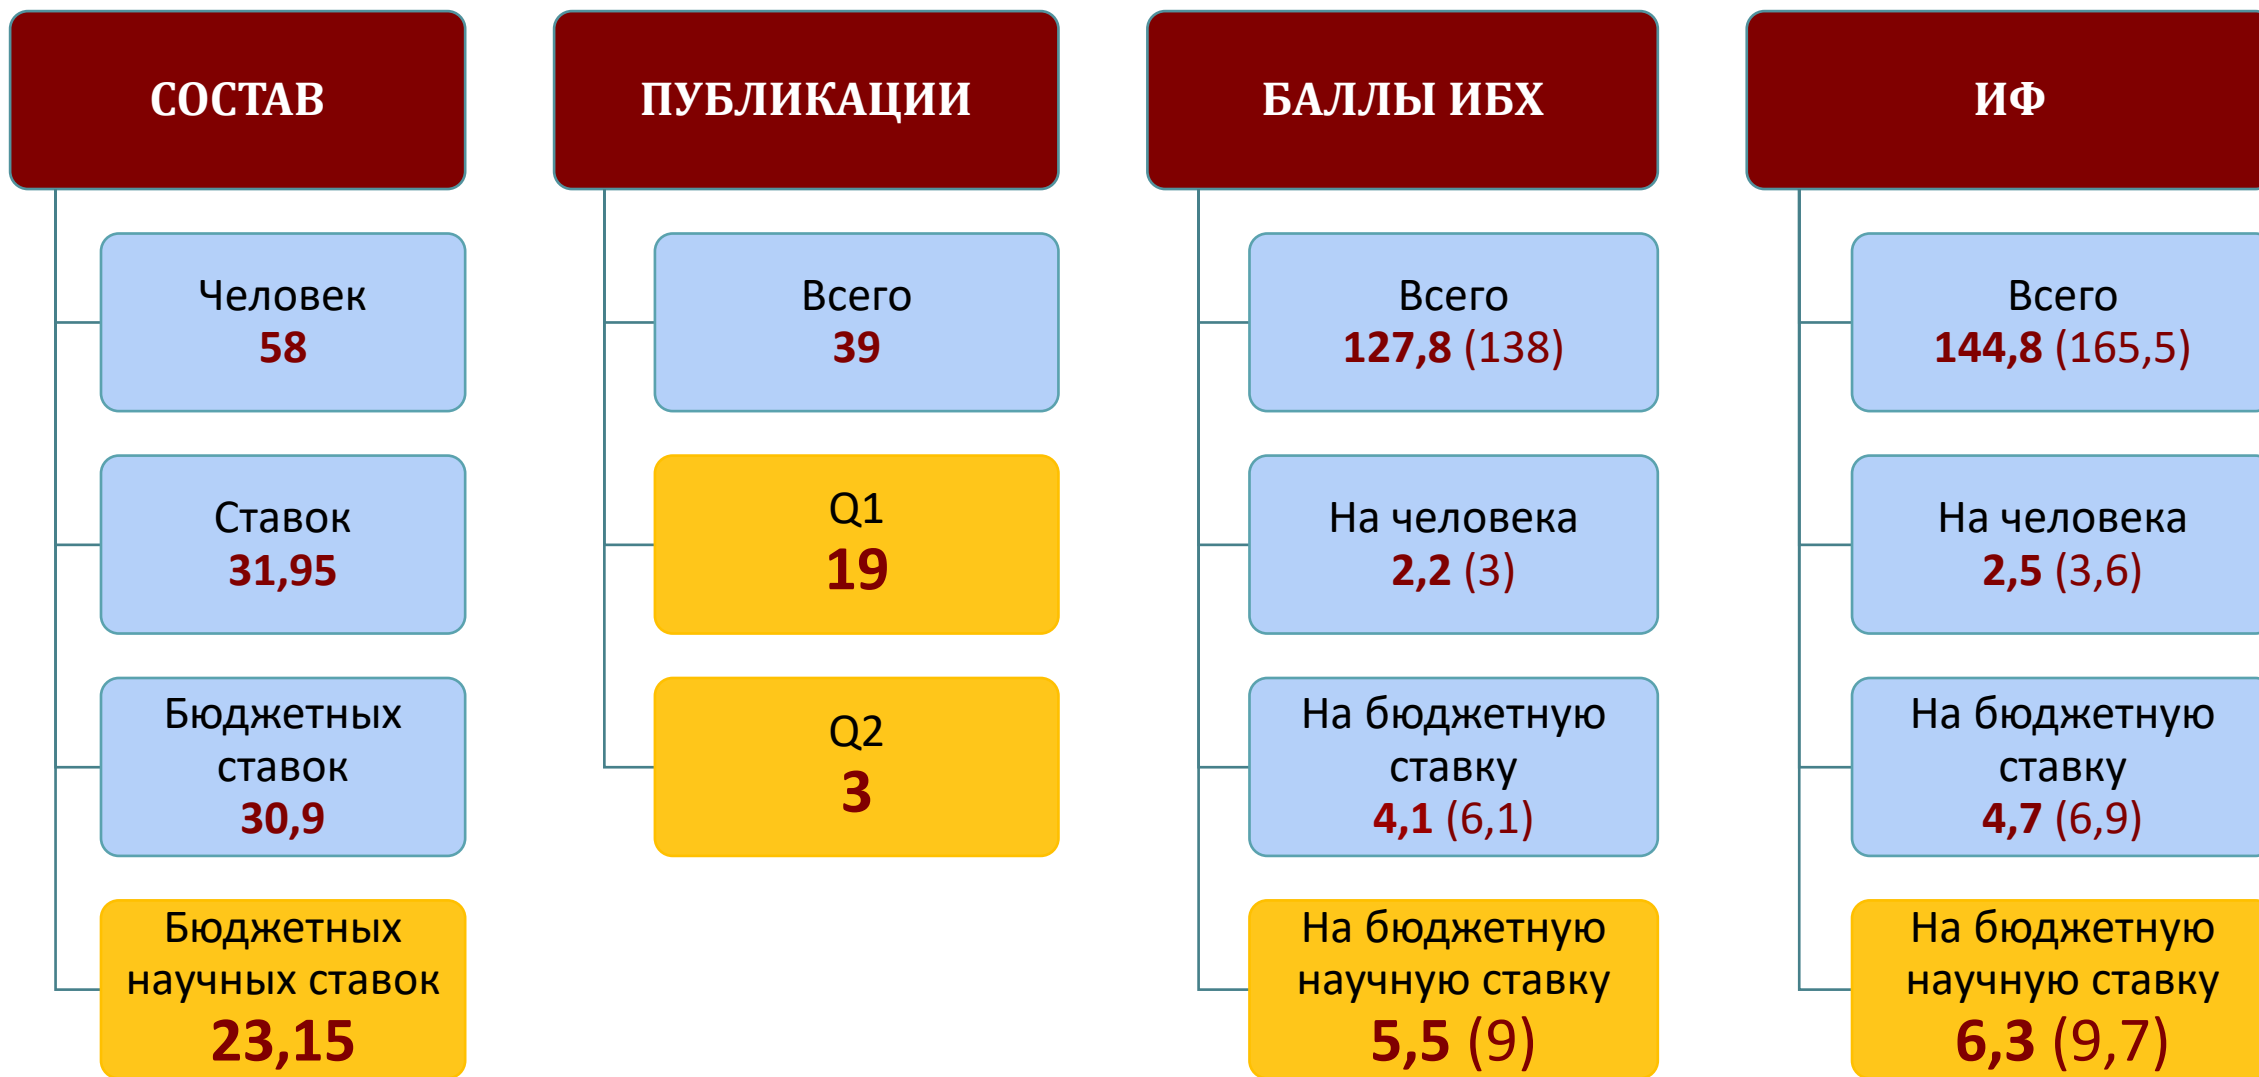 СОСТАВ
Человек
58
Ставок
31,95
Бюджетных
ставок
30,9
Бюджетных
научных ставок
23,15
ПУБЛИКАЦИИ
Всего
39
Q1
19
Q2
3
БАЛЛЫ ИБХ
Всего
127,8 (138)
На человека
2,2 (3)
На бюджетную
ставку
4,1 (6,1)
На бюджетную
научную ставку
5,5 (9)
ИФ
Всего
144,8 (165,5)
На человека
2,5 (3,6)
На бюджетную
ставку
4,7 (6,9)
На бюджетную
научную ставку
6,3 (9,7)